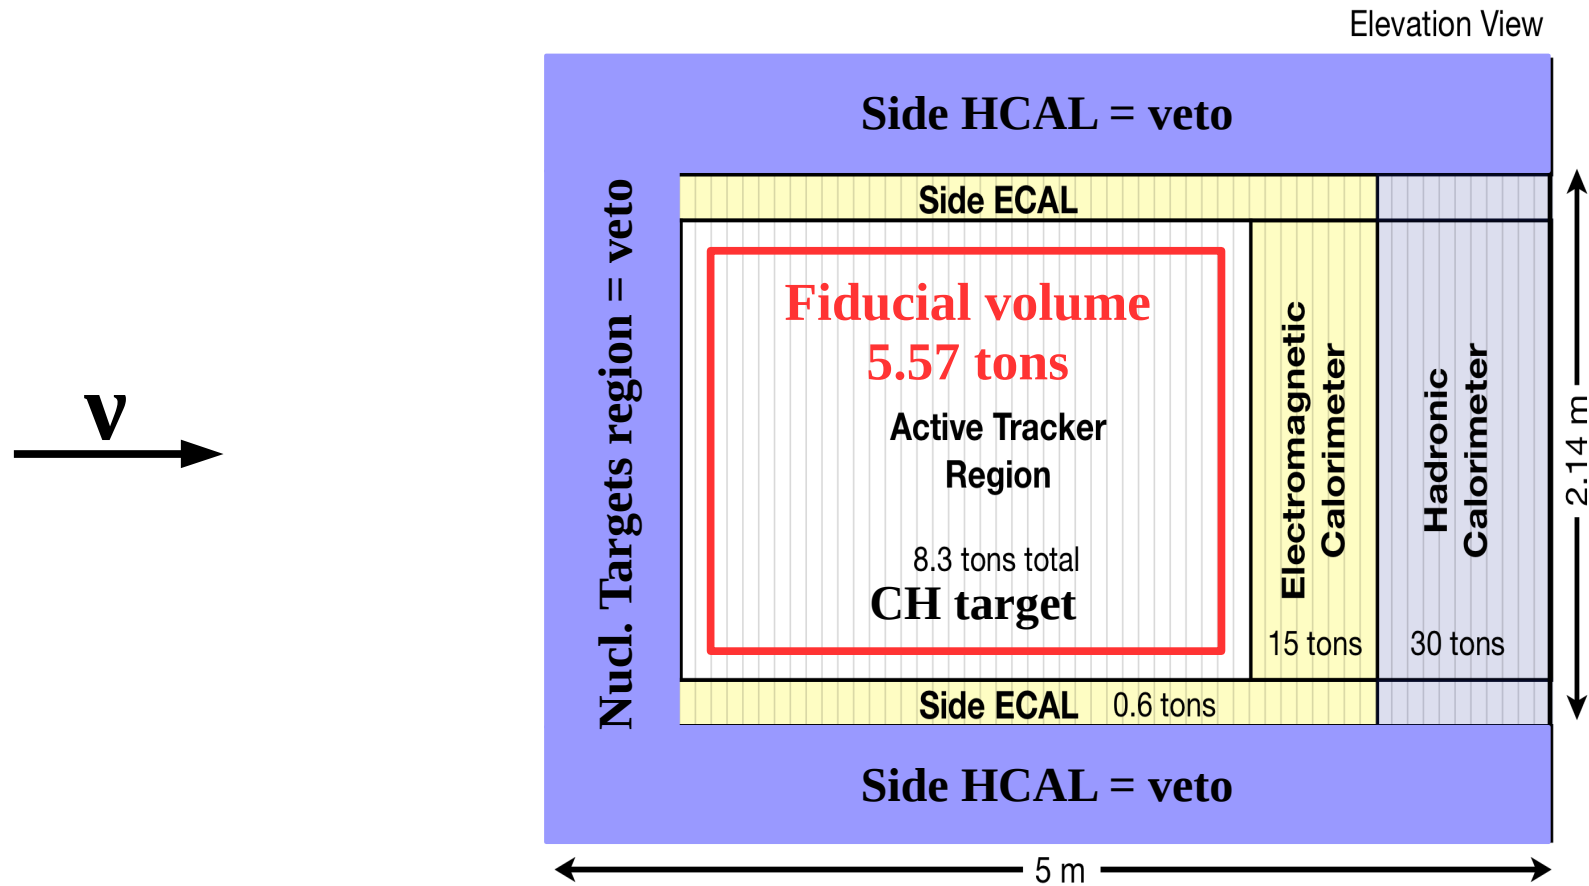 Elevation View
Side HCAL = veto
Side ECAL
ν
Nucl. Targets region = veto
Fiducial volume
5.57 tons
Active Tracker
Region
8.3 tons total
CH target
Electromagnetic
Calorimeter
15 tons
Hadronic
Calorimeter
30 tons
2.14 m
Side ECAL 0.6 tons
Side HCAL = veto
5 m